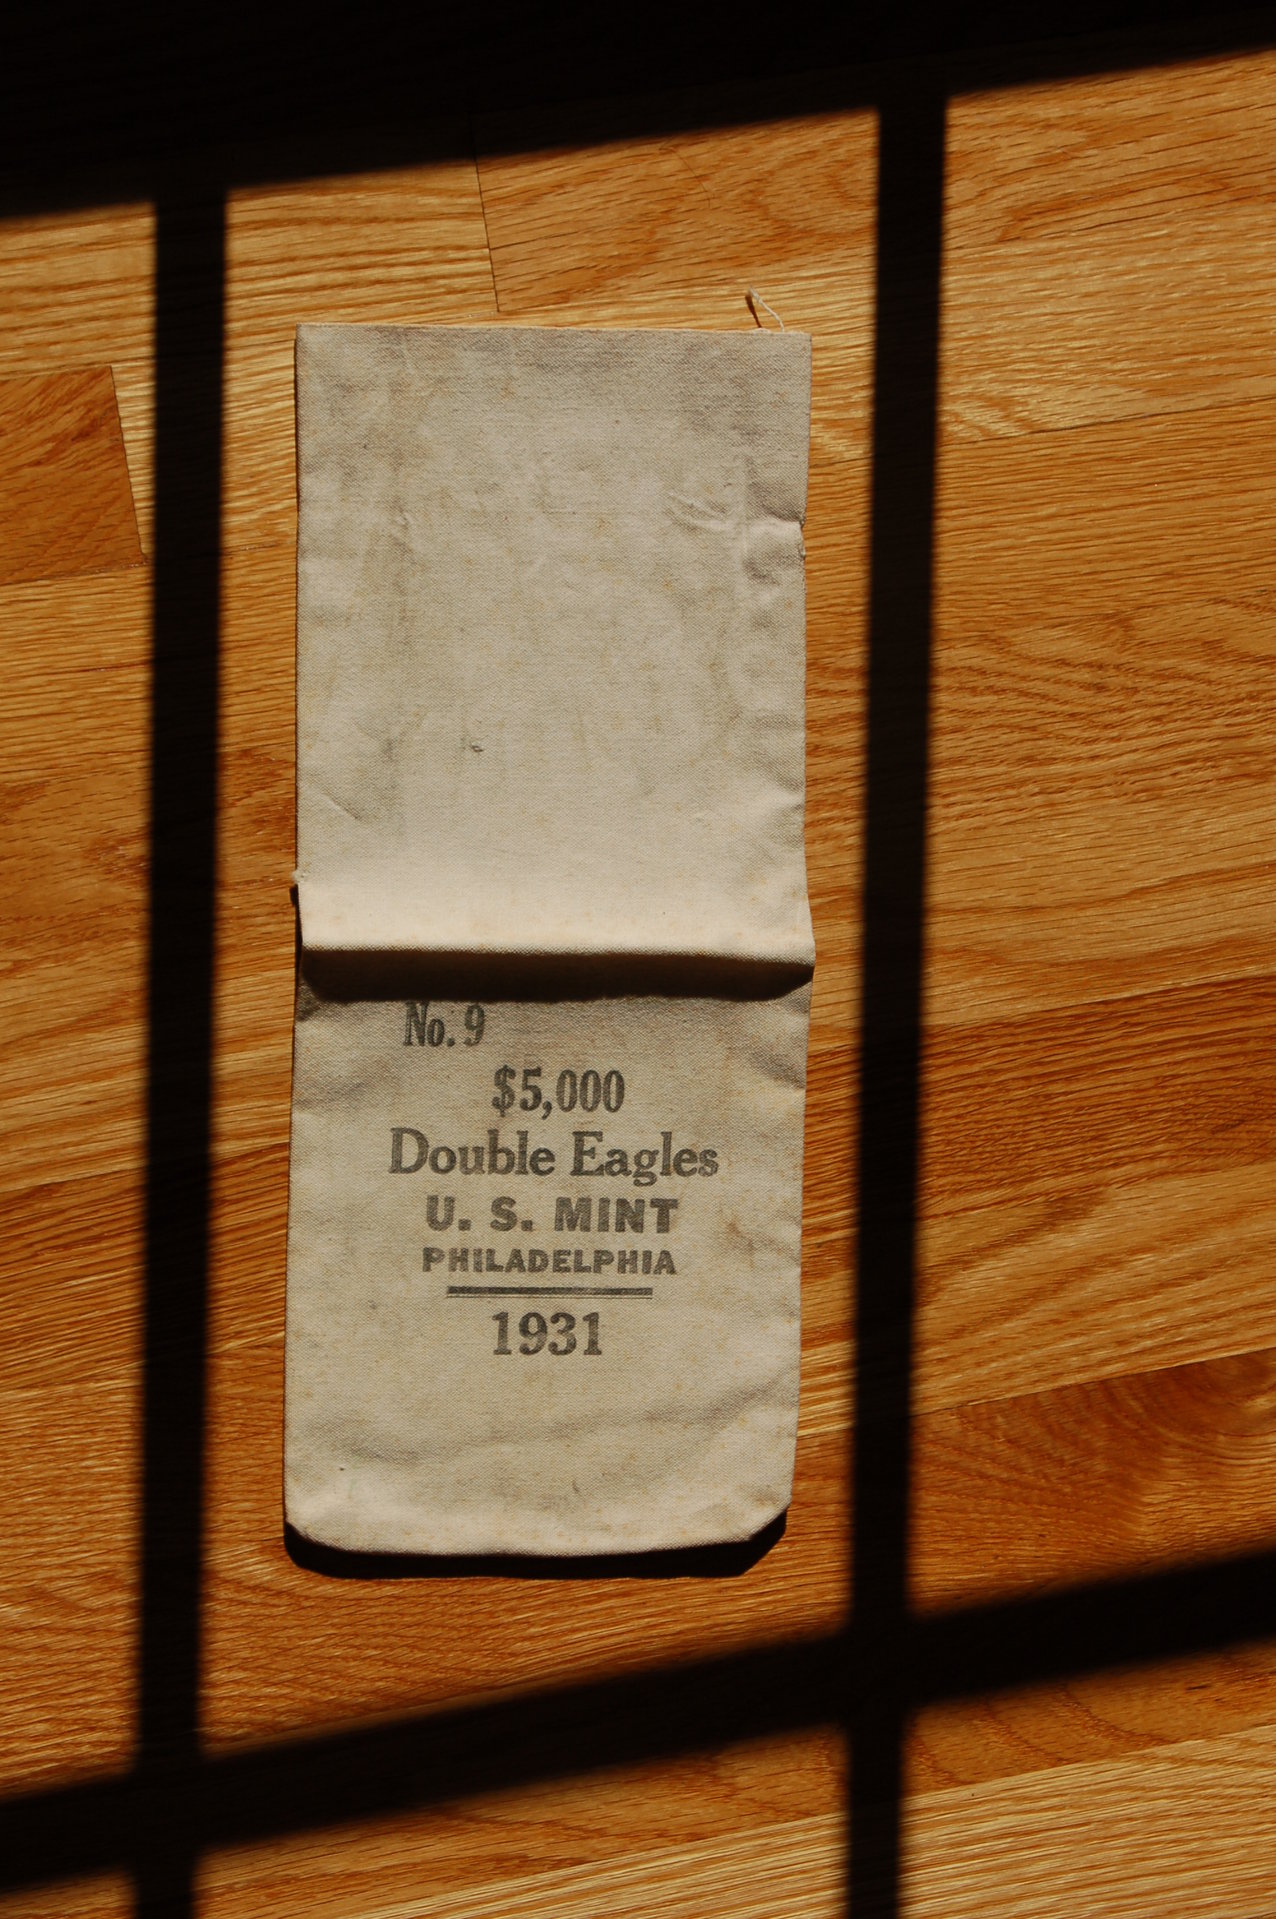 No. 9
$5,000
Double Eagles
U. S. MINT
PHILADELPHIA
1931